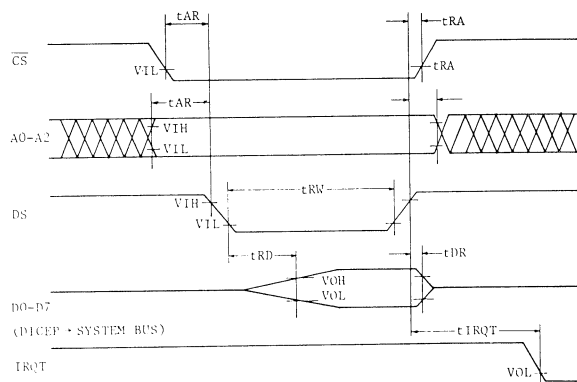 tAR
tRA
C̅S̅
VIL
tRA
tAR
A0-A2
VIH
VIL
tRW
DS
VIH
VIL
tRD
tDR
VOH
VOL
D0-D7
(DICEP → SYSTEM BUS)
tIRQT
IRQT
VOL